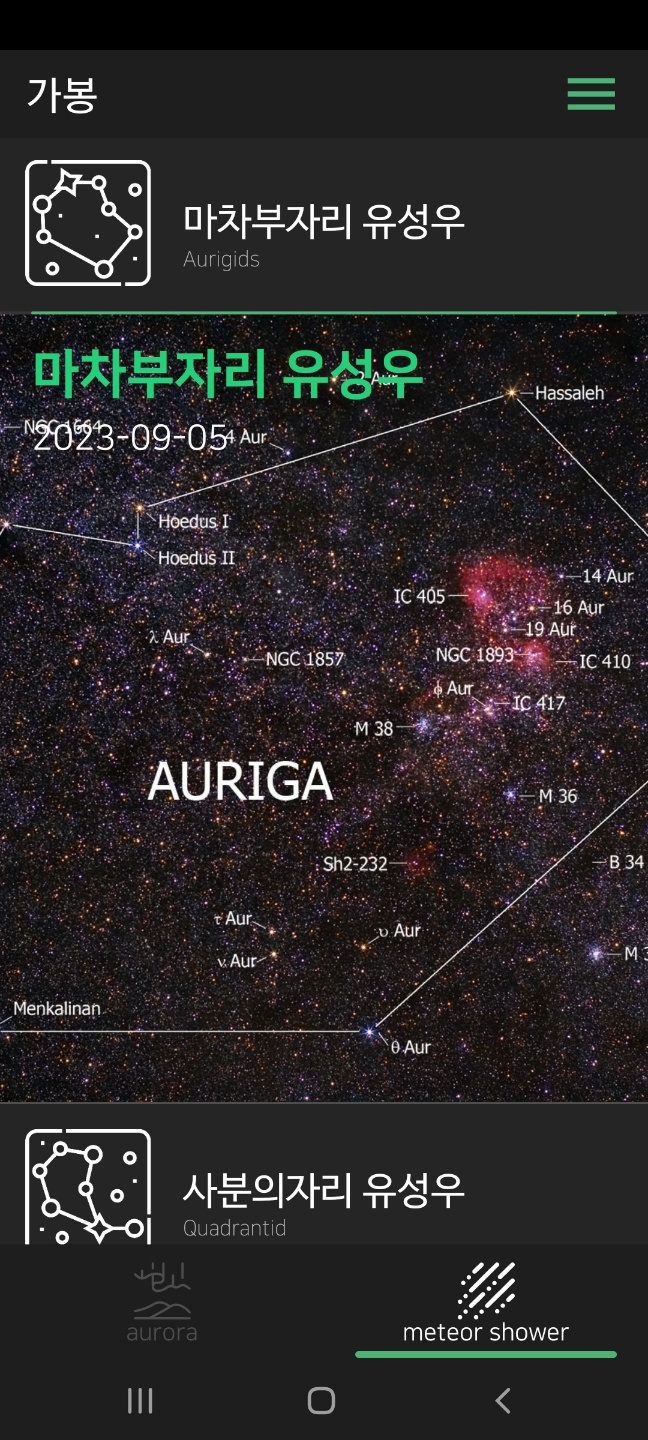 가봉
마차부자리 유성우
Aurigids
마차부자리 유성우
2 Aur
Hassaleh
NGC 1664
2023-09-05
4 Aur
Hoedus I
Hoedus II
14 Aur
IC 405
16 Aur
19 Aur
λ Aur
NGC 1893
NGC 1857
IC 410
ϕ Aur
IC 417
M 38
AURIGA
M 36
Sh2-232
B 34
τ Aur
υ Aur
ν Aur
M 3
Menkalinan
θ Aur
사분의자리 유성우
Quadrantid
aurora
meteor shower